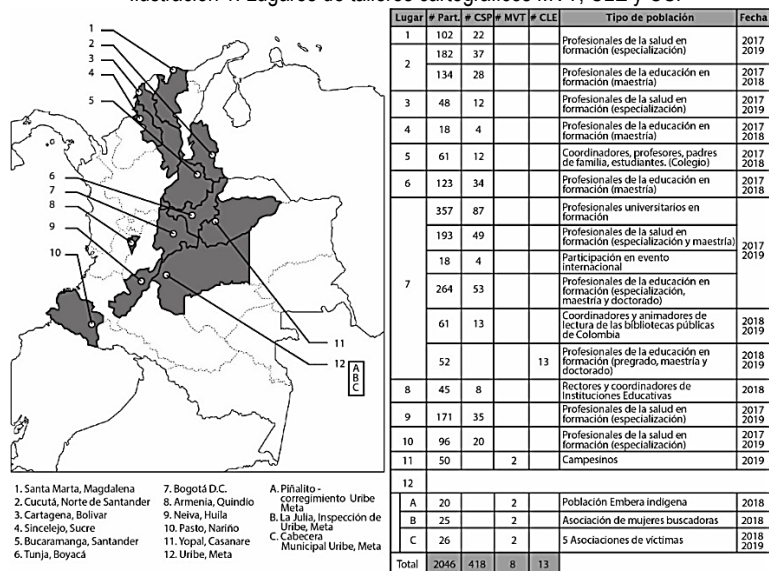 Ilustración 1. Lugares de talleres cartográficos MVT, CLE y CSP
1
2
3
4
5
6
7
8
9
10
11
12
A
B
C
1. Santa Marta, Magdalena
2. Cucutá, Norte de Santander
3. Cartagena, Bolivar
4. Sincelejo, Sucre
5. Bucaramanga, Santander
6. Tunja, Boyacá
7. Bogotá D.C.
8. Armenia, Quindío
9. Neiva, Huila
10. Pasto, Nariño
11. Yopal, Casanare
12. Uribe, Meta
A. Piñalito -
corregimiento Uribe
Meta
B. La Julia, Inspección de
Uribe, Meta
C. Cabecera
Municipal Uribe, Meta
Lugar # Part. # CSP # MVT # CLE Tipo de población Fecha
1 102 22 Profesionales de la salud en
formación (especialización) 2017
2019
2 182 37
134 28 Profesionales de la educación en
formación (maestría) 2017
2018
3 48 12 Profesionales de la salud en
formación (especialización) 2017
2019
4 18 4 Profesionales de la educación en
formación (maestría) 2017
2018
5 61 12 Coordinadores, profesores, padres
de familia, estudiantes. (Colegio) 2017
2018
6 123 34 Profesionales de la educación en
formación (maestría) 2017
2018
7 357 87 Profesionales universitarios en
formación 2017
2019
193 49 Profesionales de la salud en
formación (especialización y maestría)
18 4 Participación en evento
internacional
264 53 Profesionales de la educación en
formación (especialización,
maestría y doctorado)
61 13 Coordinadores y animadores de
lectura de las bibliotecas públicas
de Colombia 2018
2019
52 13 Profesionales de la educación en
formación (pregrado, maestría y
doctorado) 2018
2019
8 45 8 Rectores y coordinadores de
Instituciones Educativas 2018
9 171 35 Profesionales de la salud en
formación (especialización) 2017
2019
10 96 20 Profesionales de la salud en
formación (especialización) 2017
2019
11 50 2 Campesinos 2019
12
A 20 2 Población Embera indígena 2018
B 25 2 Asociación de mujeres buscadoras 2018
C 26 2 5 Asociaciones de víctimas 2018
2019
Total 2046 418 8 13